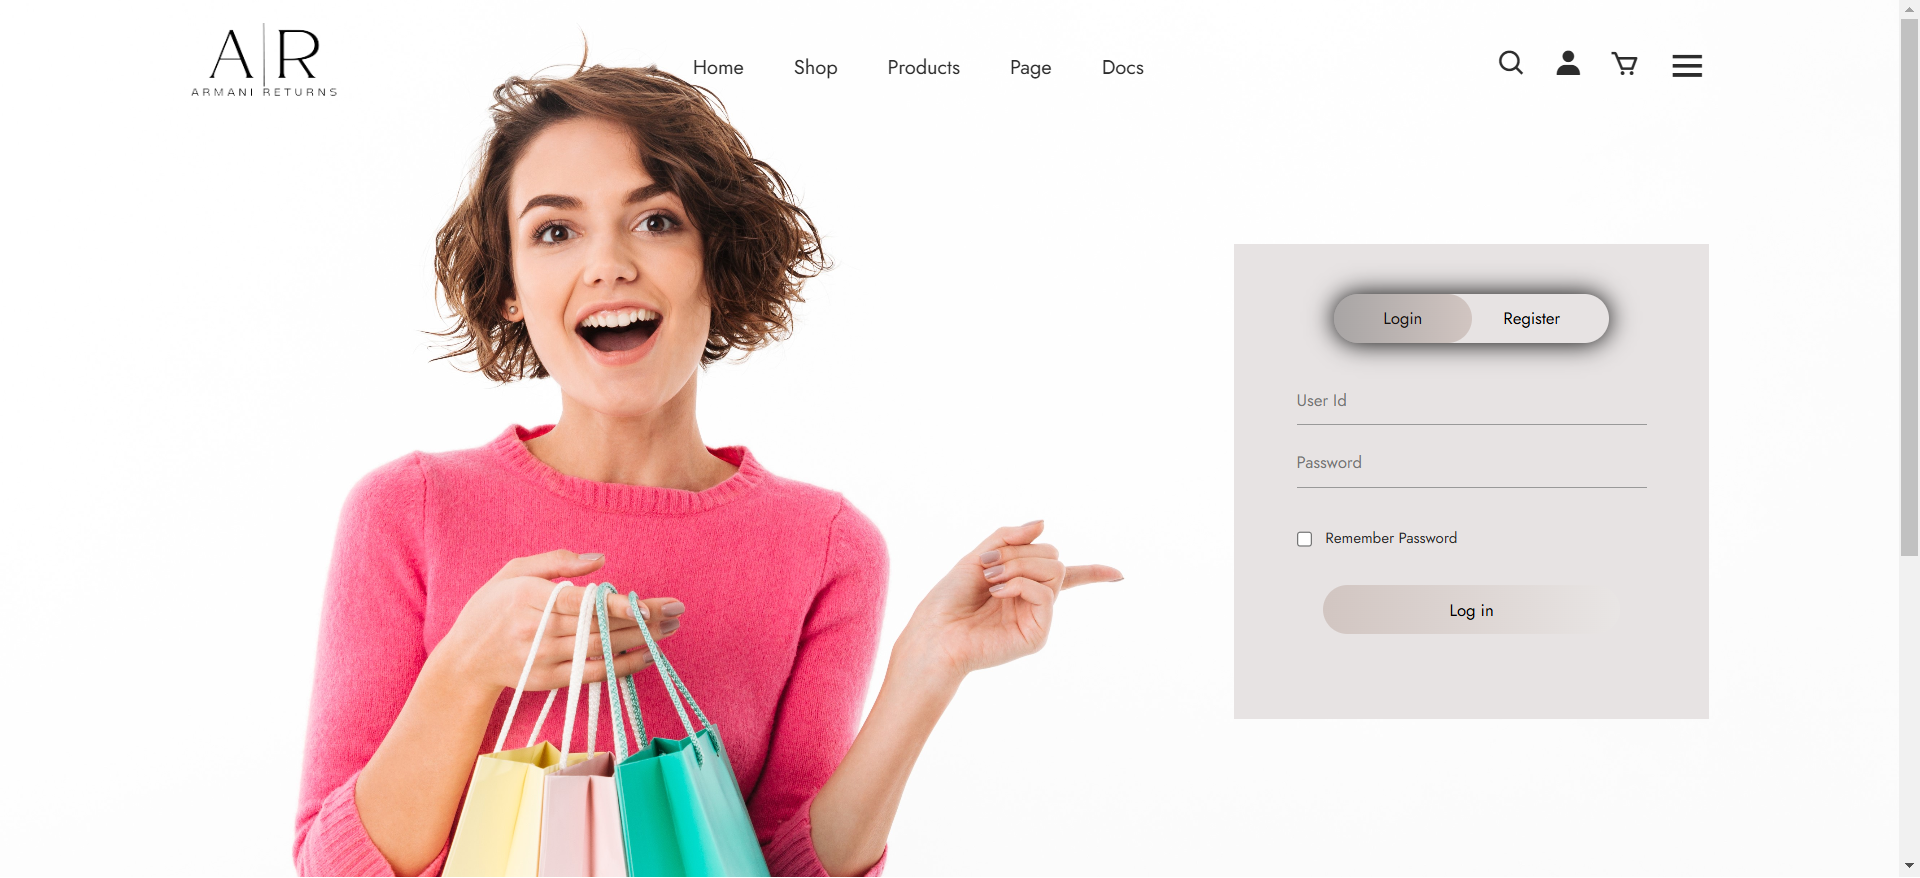 A|R
ARMANI RETURNS
Home Shop Products Page Docs
Login Register
User Id
Password
Remember Password
Log in